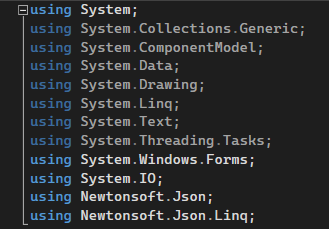 using System;
using System.Collections.Generic;
using System.ComponentModel;
using System.Data;
using System.Drawing;
using System.Linq;
using System.Text;
using System.Threading.Tasks;
using System.Windows.Forms;
using System.IO;
using Newtonsoft.Json;
using Newtonsoft.Json.Linq;